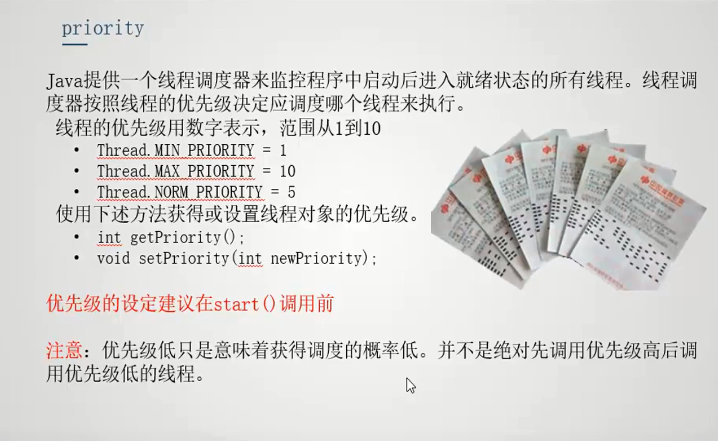 priority
Java提供一个线程调度器来监控程序中启动后进入就绪状态的所有线程。线程调
度器按照线程的优先级决定应调度哪个线程来执行。
线程的优先级用数字表示，范围从1到10
• Thread.MIN_PRIORITY = 1
• Thread.MAX_PRIORITY = 10
• Thread.NORM_PRIORITY = 5
使用下述方法获得或设置线程对象的优先级。
• int getPriority();
• void setPriority(int newPriority);
优先级的设定建议在start()调用前
注意：优先级低只是意味着获得调度的概率低。并不是绝对先调用优先级高后调
用优先级低的线程。